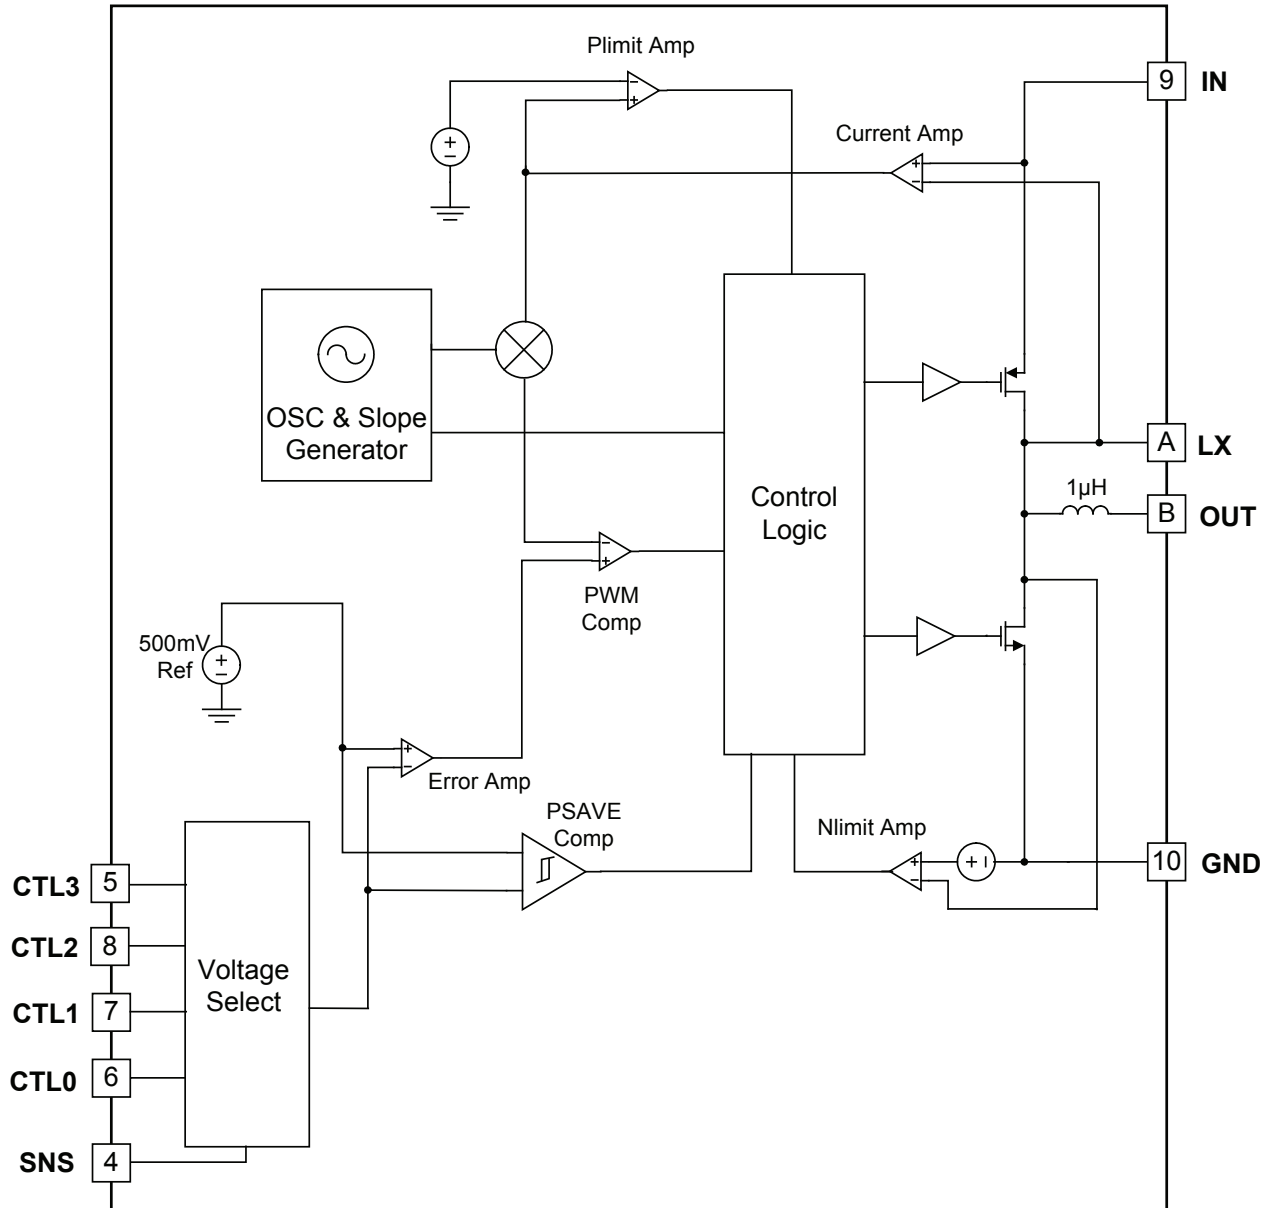 Plimit Amp
9 IN
Current Amp
OSC & Slope
Generator
A LX
1µH
B OUT
Control
Logic
PWM
Comp
500mV
Ref
Error Amp
PSAVE
Comp
Nlimit Amp
10 GND
CTL3 5
CTL2 8
Voltage
Select
CTL1 7
CTL0 6
SNS 4